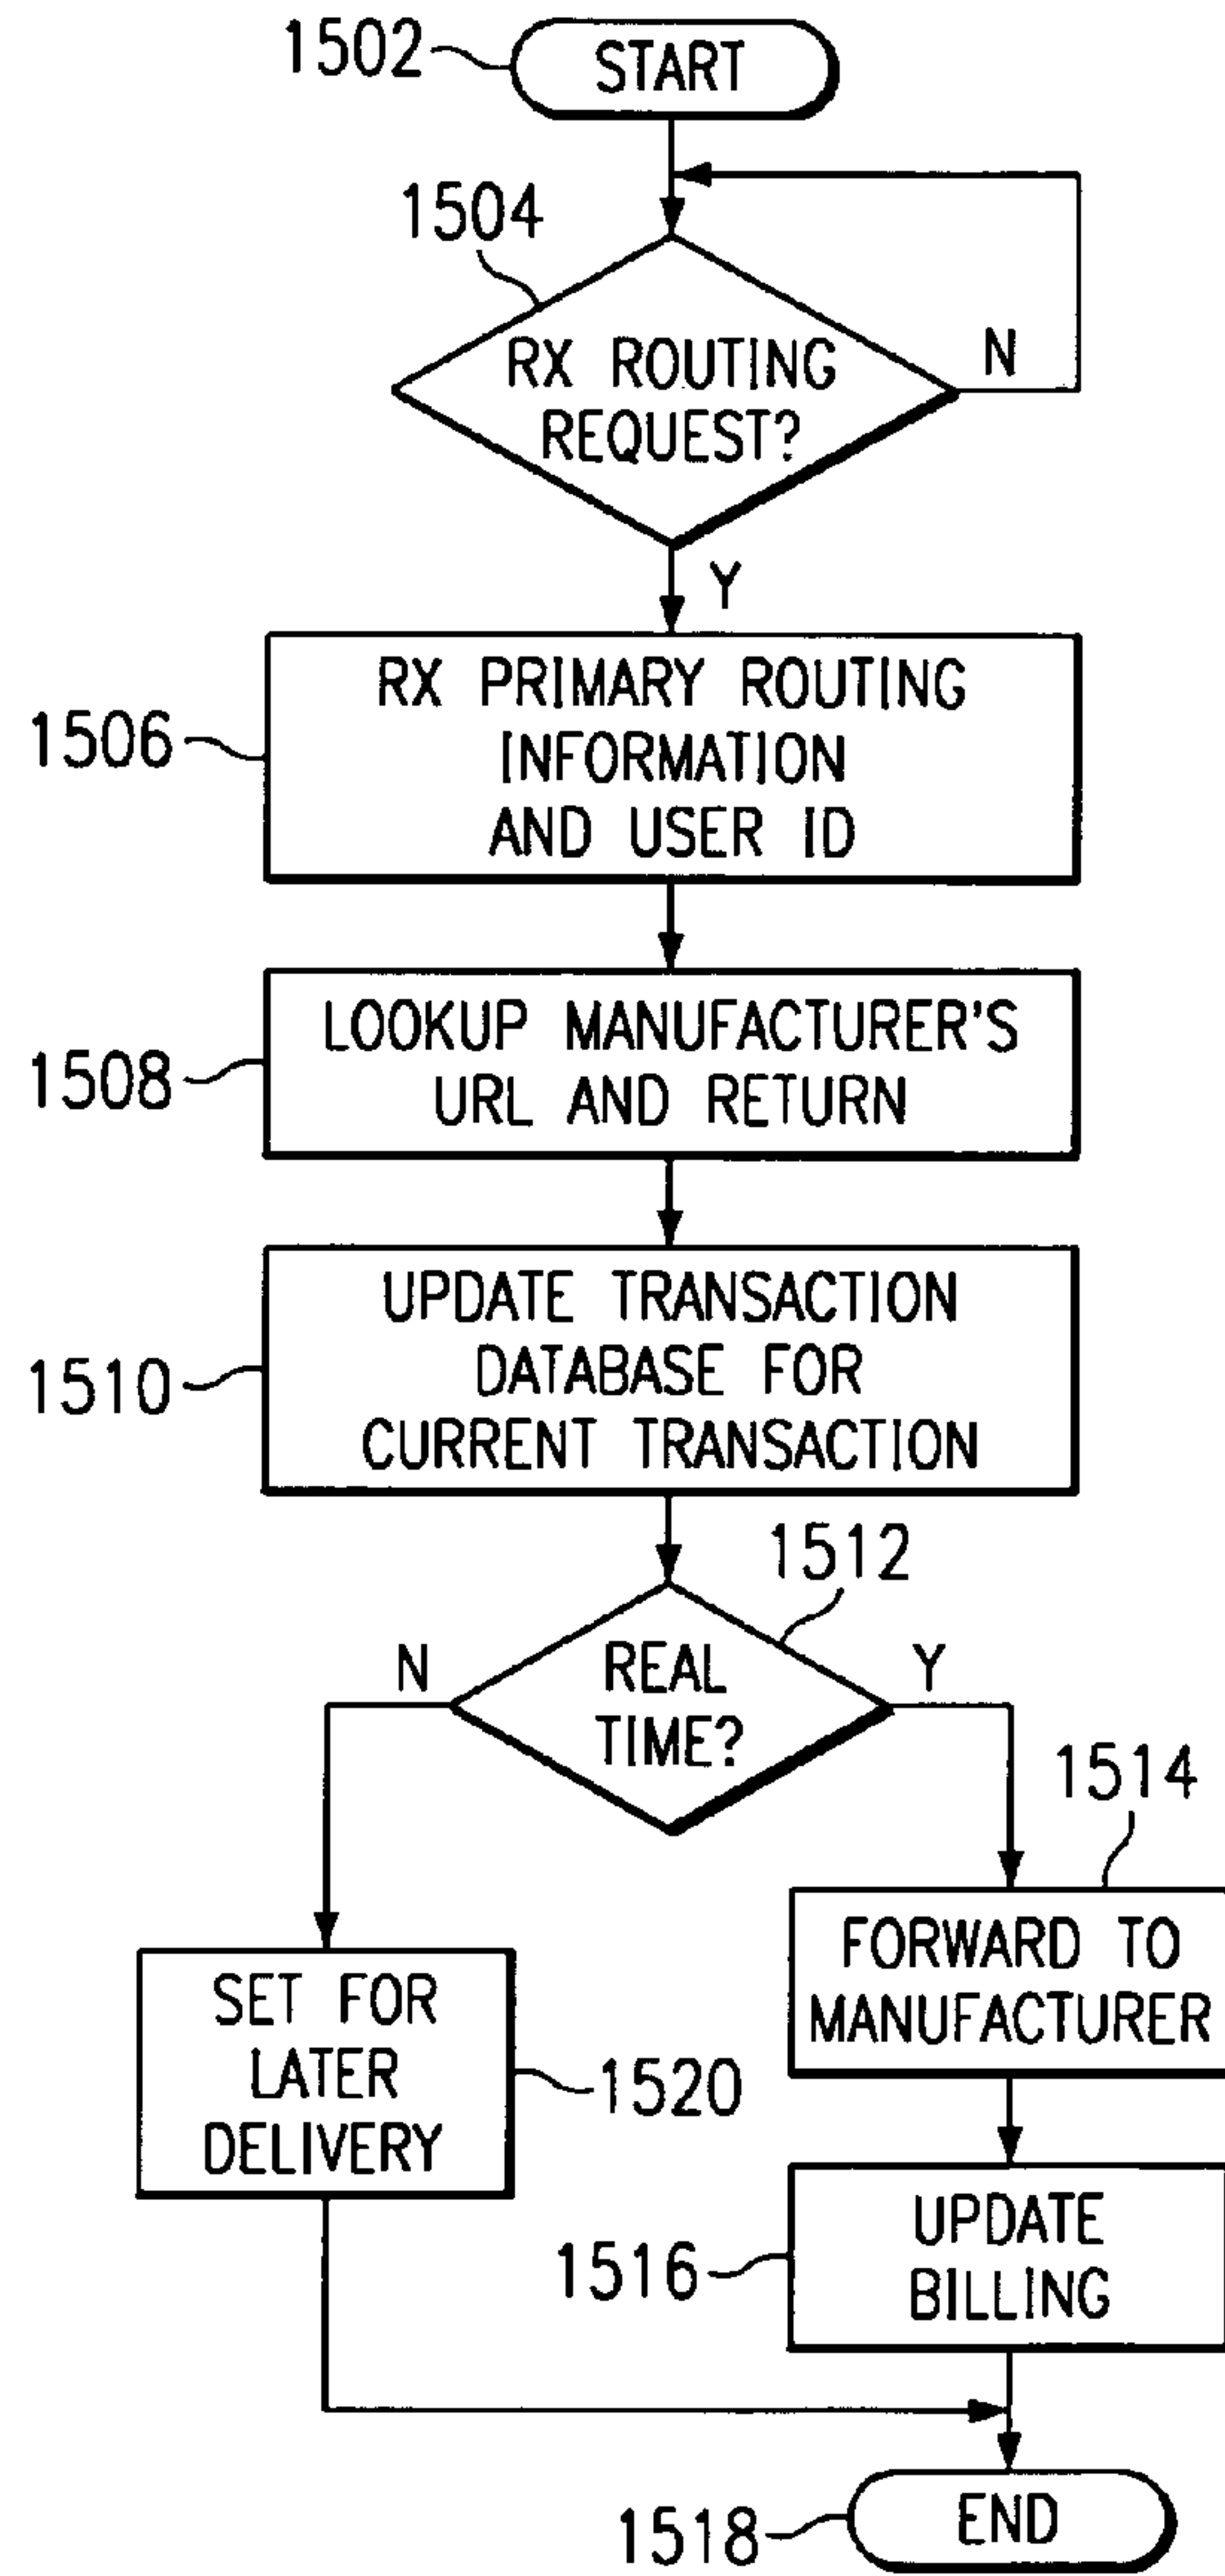 1502
START
1504
RX ROUTING
REQUEST?
N
Y
1506
RX PRIMARY ROUTING
INFORMATION
AND USER ID
1508
LOOKUP MANUFACTURER'S
URL AND RETURN
1510
UPDATE TRANSACTION
DATABASE FOR
CURRENT TRANSACTION
1512
N
REAL
TIME?
Y
1514
FORWARD TO
MANUFACTURER
SET FOR
LATER
DELIVERY
1520
1516
UPDATE
BILLING
1518
END